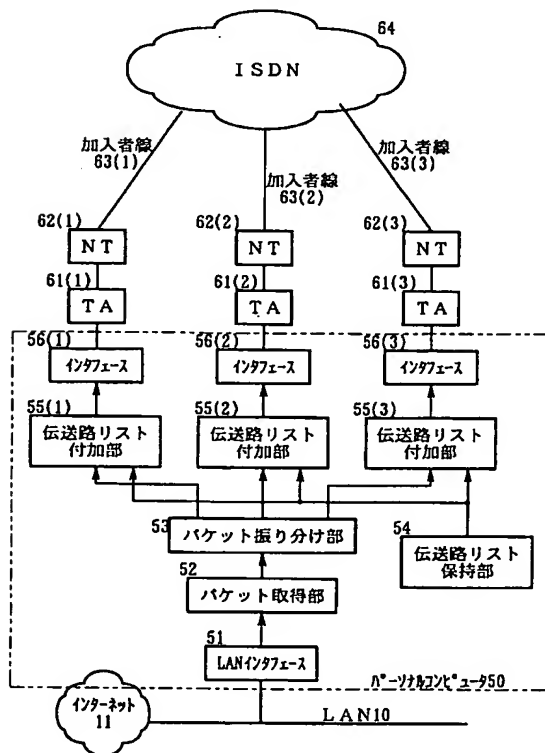 64
ISDN
加入者線
63(1)
加入者線
63(2)
加入者線
63(3)
62(1)
NT
62(2)
NT
62(3)
NT
61(1)
TA
61(2)
TA
61(3)
TA
56(1)
インタフェース
56(2)
インタフェース
56(3)
インタフェース
55(1)
伝送路リスト
付加部
55(2)
伝送路リスト
付加部
55(3)
伝送路リスト
付加部
53
パケット振り分け部
54
伝送路リスト
保持部
52
パケット取得部
51
LANインタフェース
パーソナルコンピュータ50
インターネット
11
LAN10